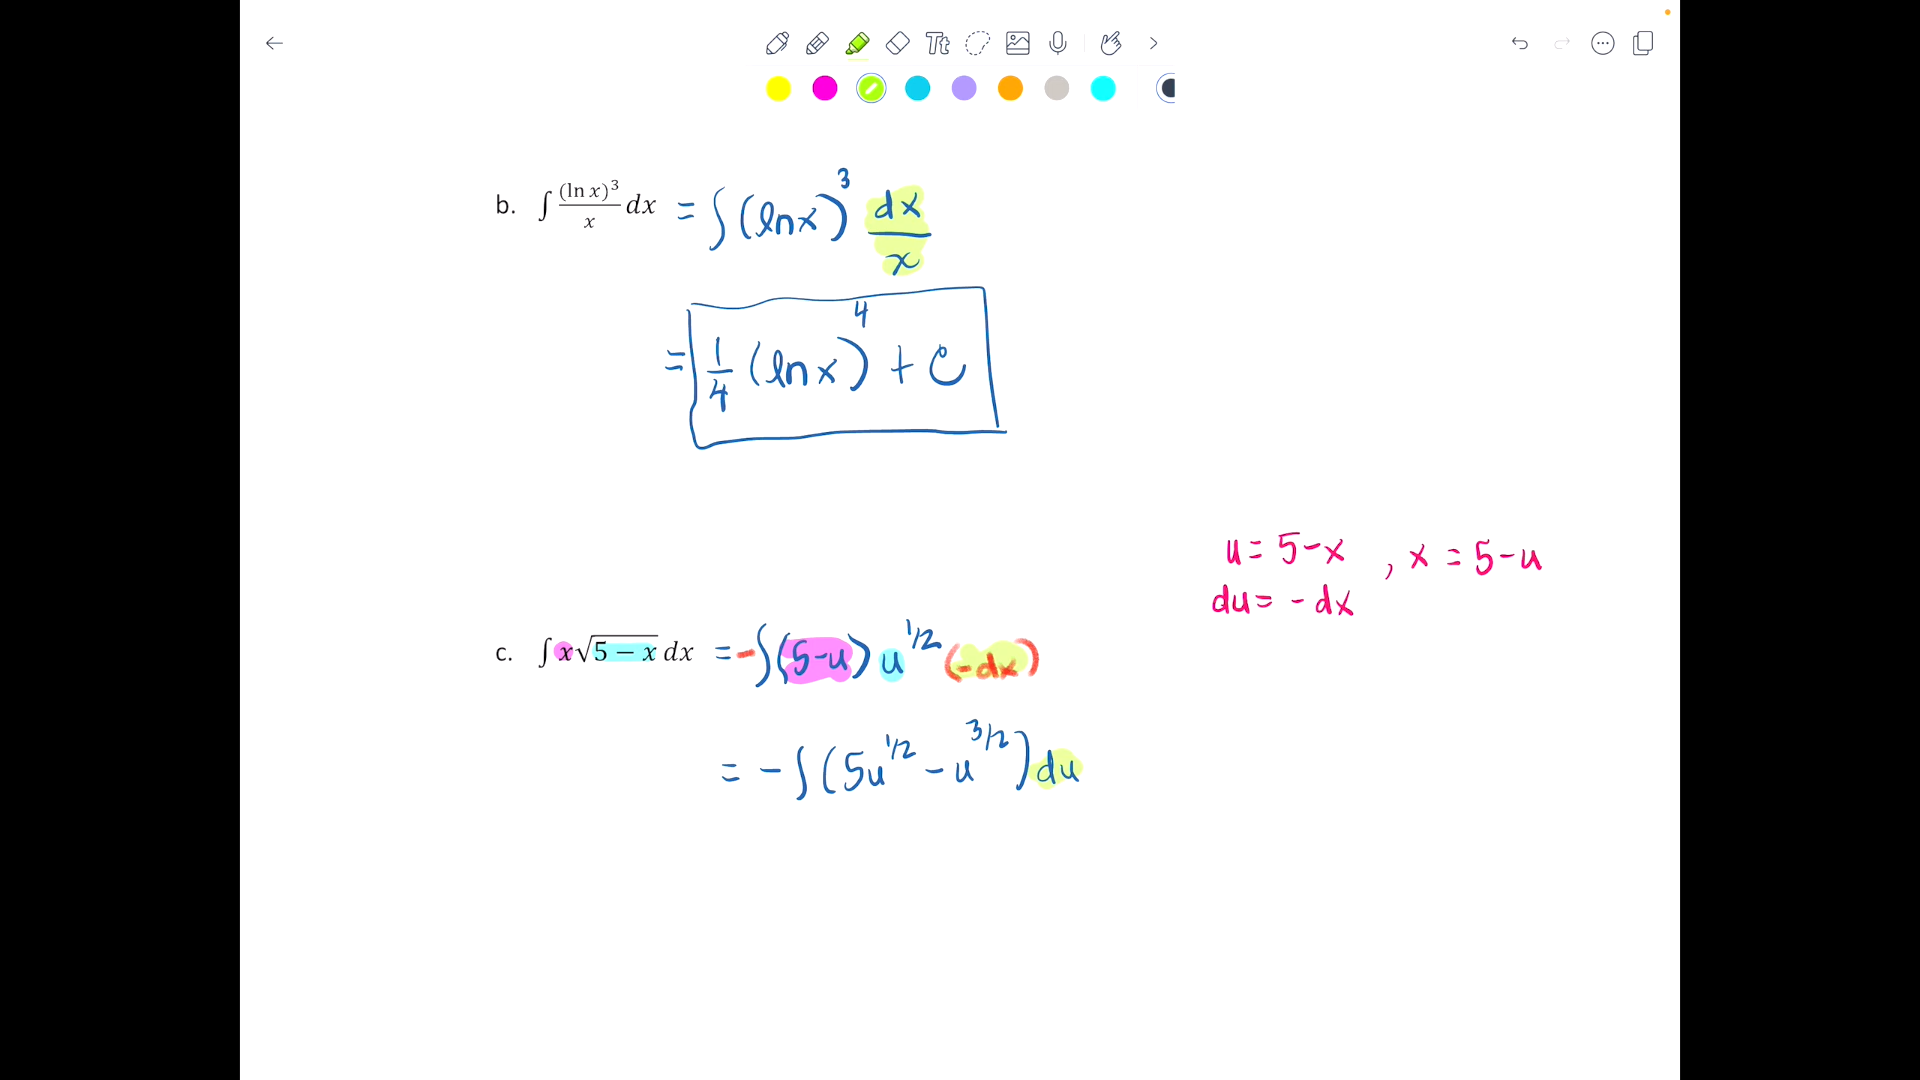 Tt
b. ∫ (ln x)³/x dx = ∫ (ln x)³ dx/x
= 1/4 (ln x)⁴ + C
u = 5-x , x = 5-u
du = -dx
c. ∫ x√(5 − x) dx = -∫ (5-u) u^1/2 (-dx)
= -∫ (5u^1/2 - u^3/2) du